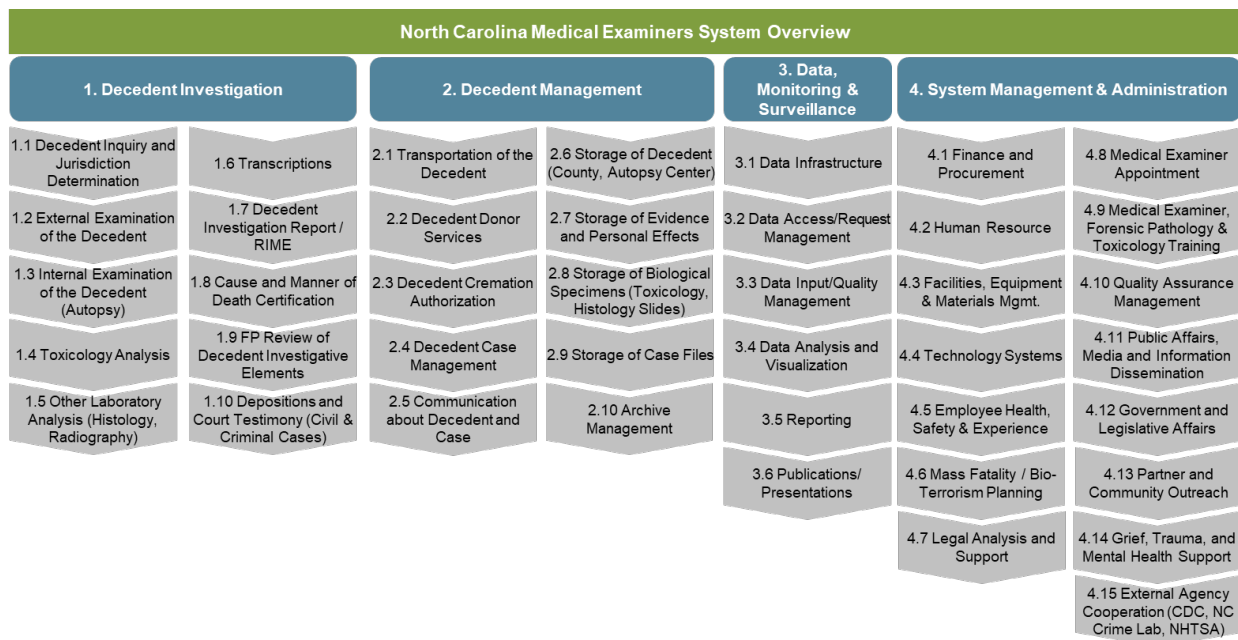 North Carolina Medical Examiners System Overview
1. Decedent Investigation
1.1 Decedent Inquiry and
Jurisdiction
Determination
1.2 External Examination
of the Decedent
1.3 Internal Examination
of the Decedent
(Autopsy)
1.4 Toxicology Analysis
1.5 Other Laboratory
Analysis (Histology,
Radiography)
1.6 Transcriptions
1.7 Decedent
Investigation Report /
RIME
1.8 Cause and Manner of
Death Certification
1.9 FP Review of
Decedent Investigative
Elements
1.10 Depositions and
Court Testimony (Civil &
Criminal Cases)
2. Decedent Management
2.1 Transportation of the
Decedent
2.2 Decedent Donor
Services
2.3 Decedent Cremation
Authorization
2.4 Decedent Case
Management
2.5 Communication
about Decedent and
Case
2.6 Storage of Decedent
(County, Autopsy Center)
2.7 Storage of Evidence
and Personal Effects
2.8 Storage of Biological
Specimens (Toxicology,
Histology Slides)
2.9 Storage of Case Files
2.10 Archive
Management
3. Data,
Monitoring &
Surveillance
3.1 Data Infrastructure
3.2 Data Access/Request
Management
3.3 Data Input/Quality
Management
3.4 Data Analysis and
Visualization
3.5 Reporting
3.6 Publications/
Presentations
4. System Management & Administration
4.1 Finance and
Procurement
4.2 Human Resource
4.3 Facilities, Equipment
& Materials Mgmt.
4.4 Technology Systems
4.5 Employee Health,
Safety & Experience
4.6 Mass Fatality / Bio-
Terrorism Planning
4.7 Legal Analysis and
Support
4.8 Medical Examiner
Appointment
4.9 Medical Examiner,
Forensic Pathology &
Toxicology Training
4.10 Quality Assurance
Management
4.11 Public Affairs,
Media and Information
Dissemination
4.12 Government and
Legislative Affairs
4.13 Partner and
Community Outreach
4.14 Grief, Trauma, and
Mental Health Support
4.15 External Agency
Cooperation (CDC, NC
Crime Lab, NHTSA)